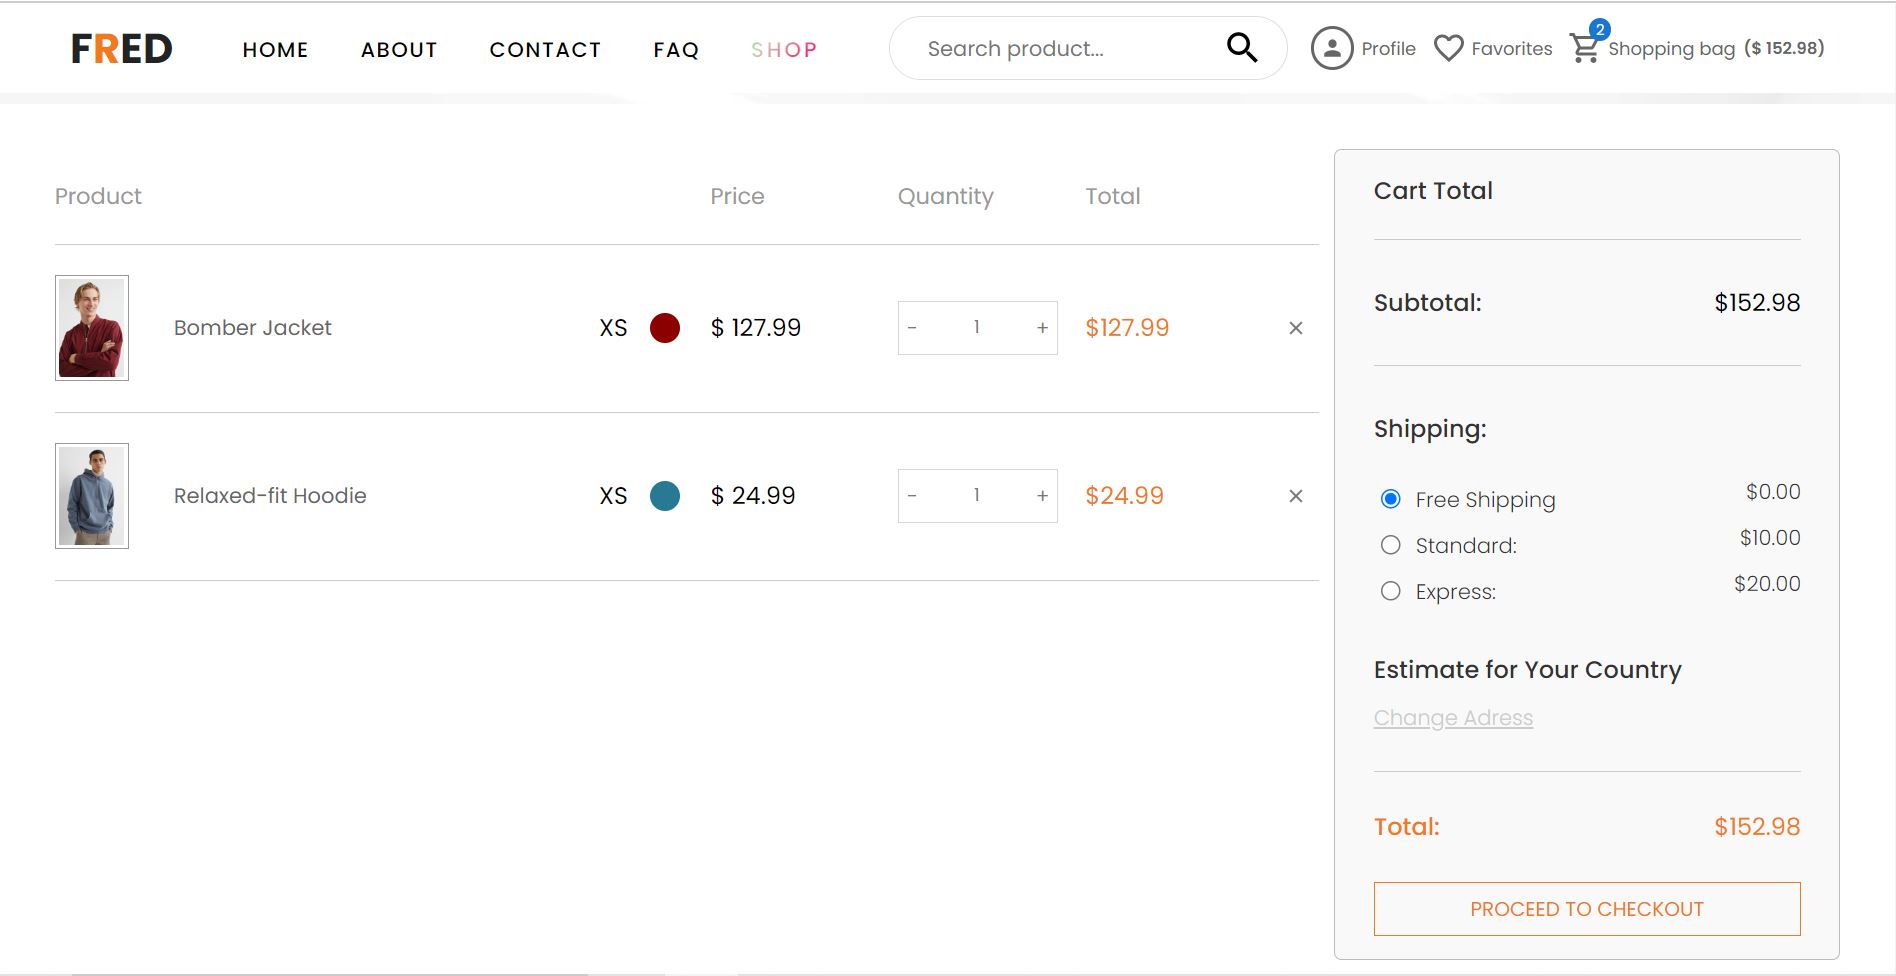 FRED HOME ABOUT CONTACT FAQ SHOP Search product... Profile Favorites 2 Shopping bag ($ 152.98)
Product Price Quantity Total
Bomber Jacket XS $ 127.99 - 1 + $127.99 ×
Relaxed-fit Hoodie XS $ 24.99 - 1 + $24.99 ×
Cart Total
Subtotal: $152.98
Shipping:
Free Shipping $0.00
Standard: $10.00
Express: $20.00
Estimate for Your Country
Change Adress
Total: $152.98
PROCEED TO CHECKOUT